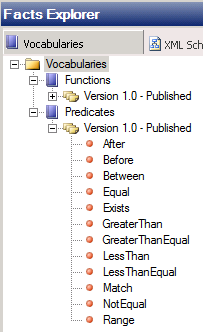 Facts Explorer
Vocabularies XML Sch
Vocabularies
Functions
Version 1.0 - Published
Predicates
Version 1.0 - Published
After
Before
Between
Equal
Exists
GreaterThan
GreaterThanEqual
LessThan
LessThanEqual
Match
NotEqual
Range